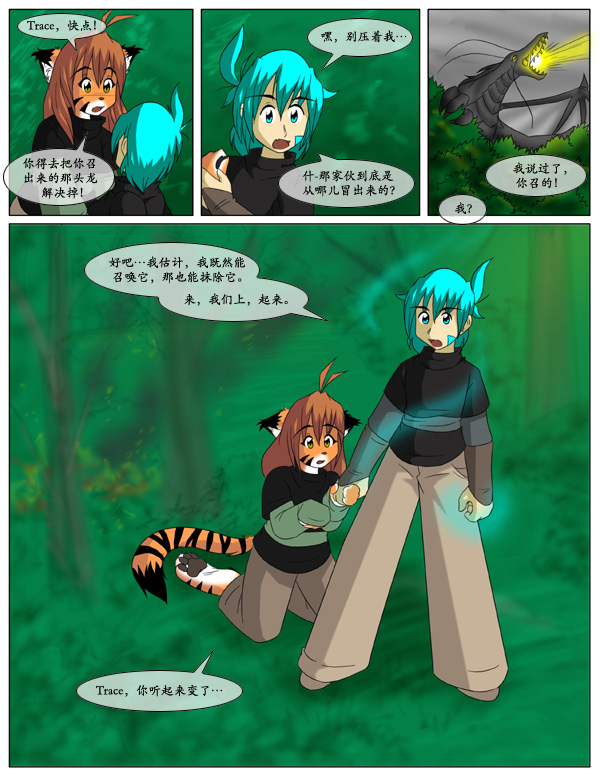 Trace，快点！
你得去把你召
出来的那头龙
解决掉！
嘿，别压着我…
什-那家伙到底是
从哪儿冒出来的？
我说过了，
你召的！
我？
好吧…我估计，我既然能
召唤它，那也能抹除它。
来，我们上，起来。
Trace，你听起来变了…